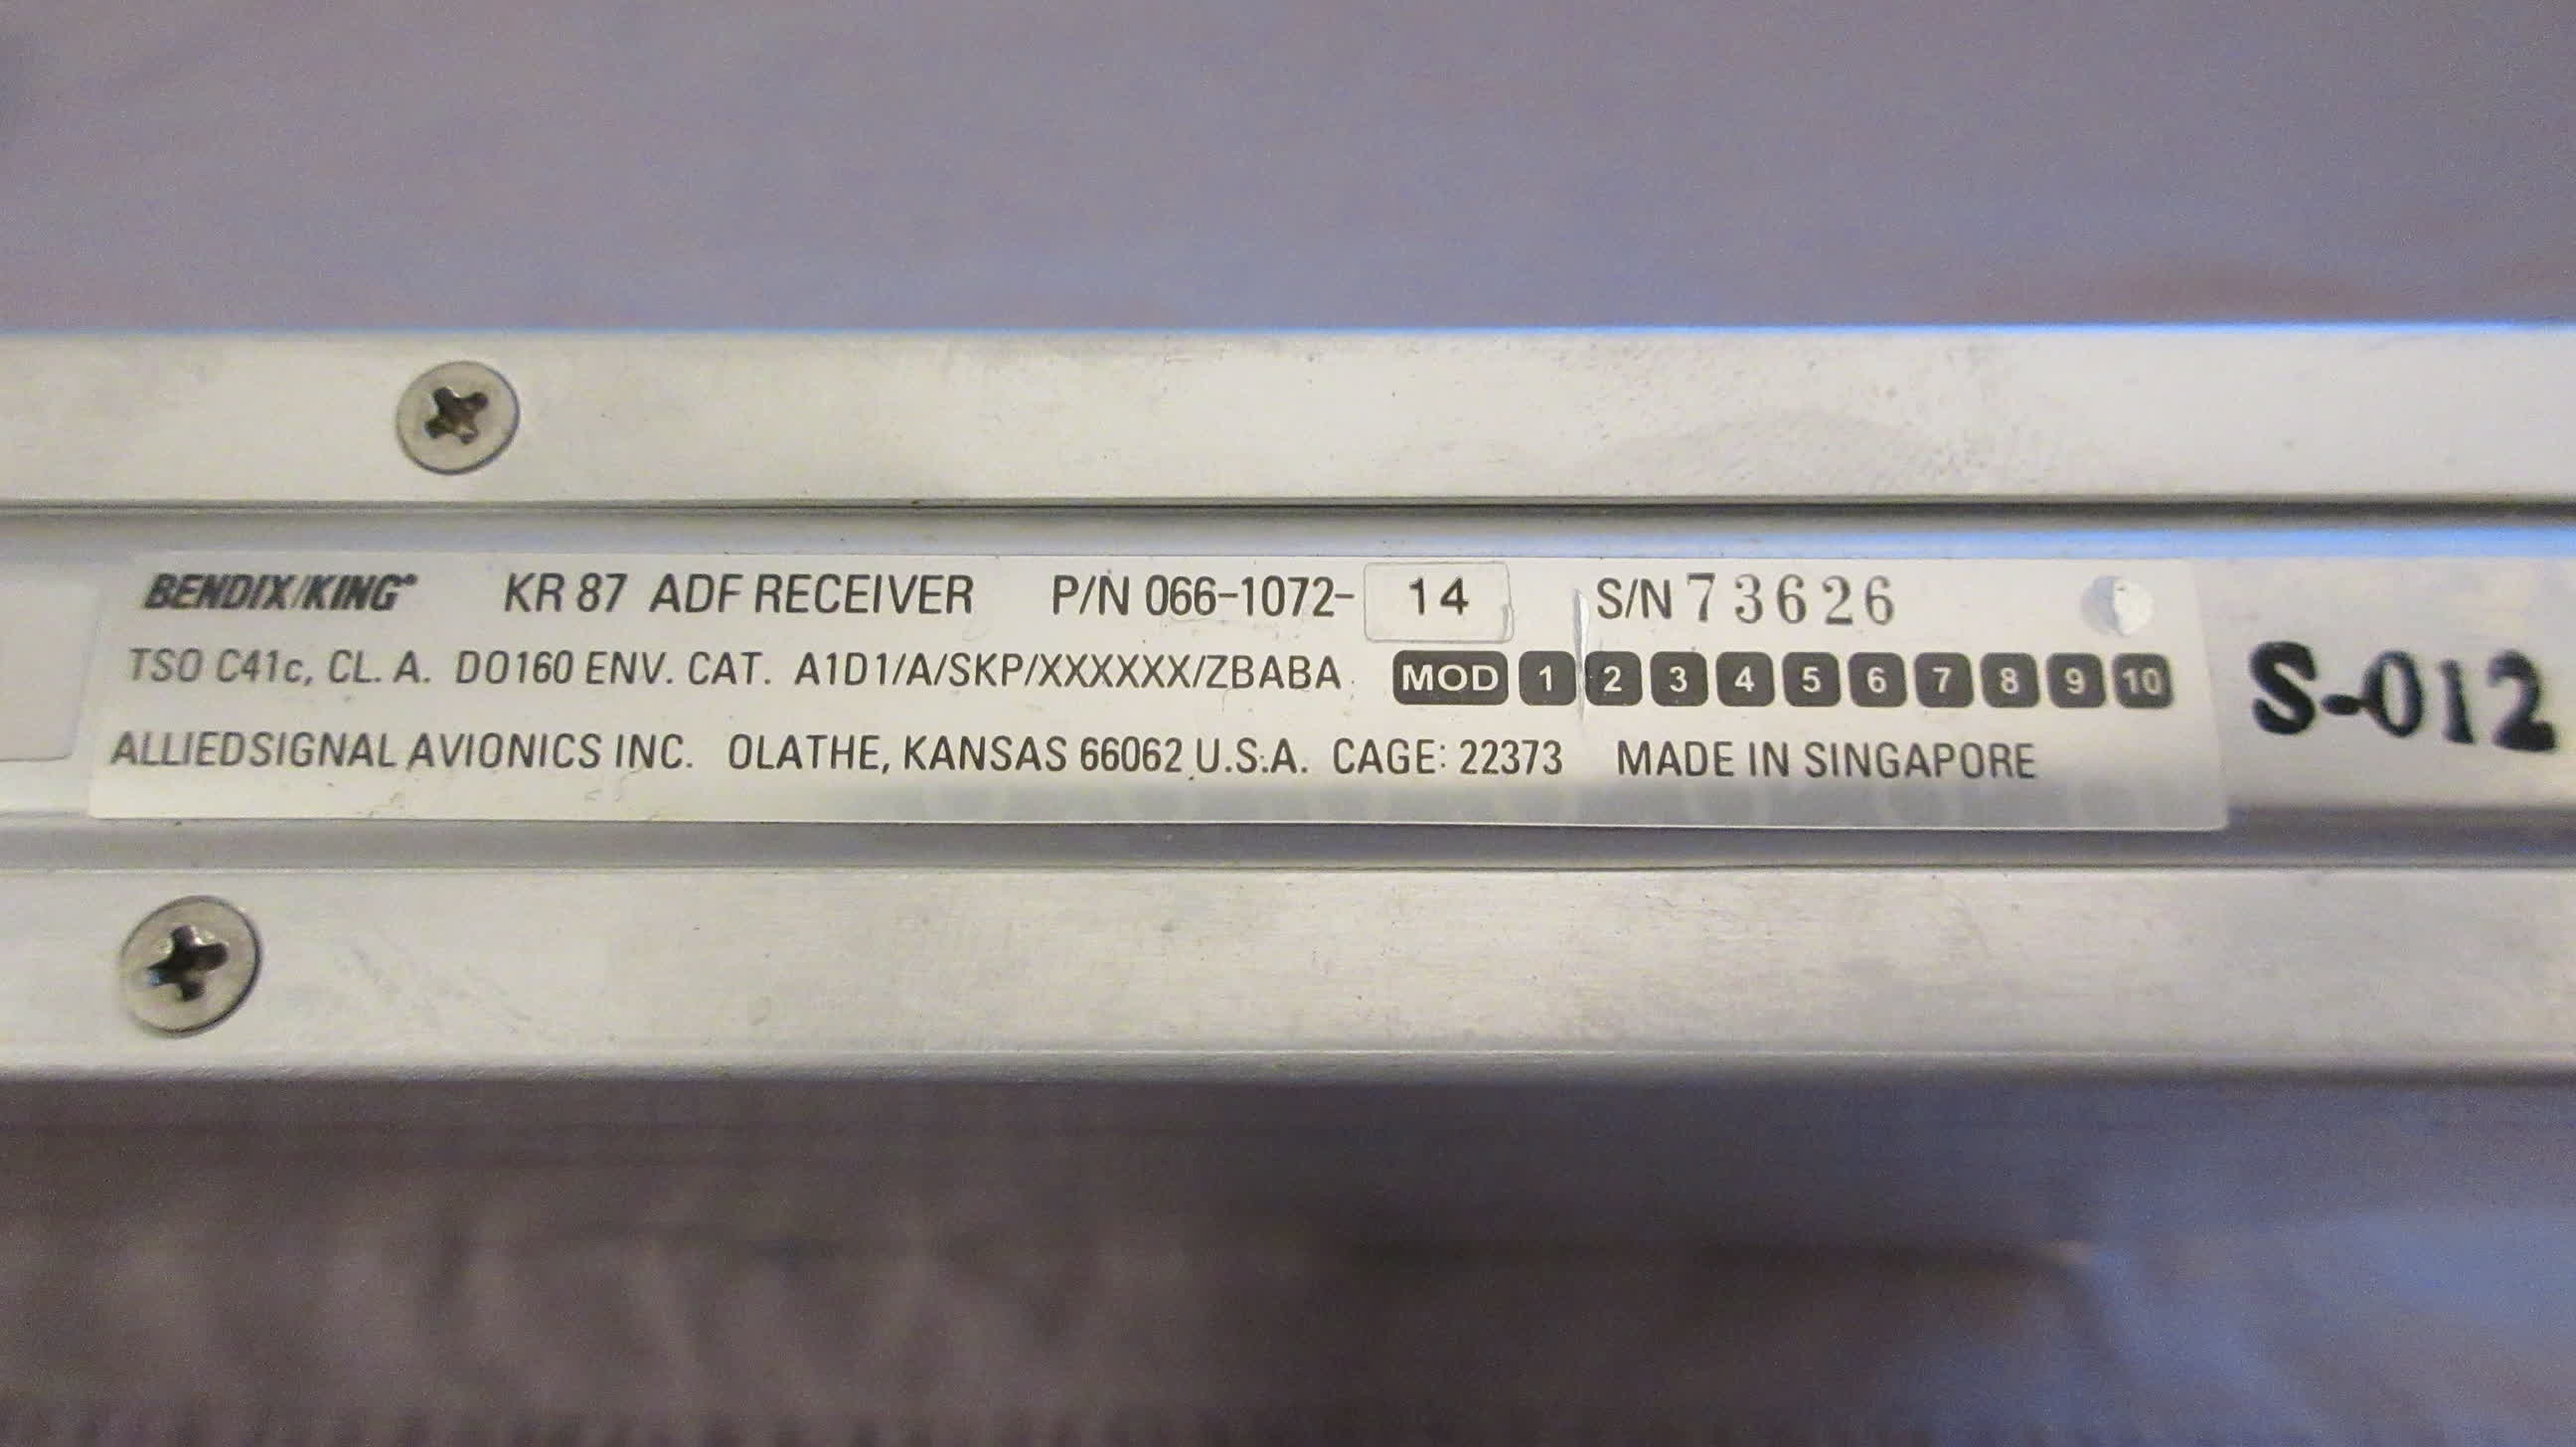 BENDIX/KING® KR 87 ADF RECEIVER P/N 066-1072- 14 S/N 73626
TSO C41c, CL. A. DO160 ENV. CAT. A1D1/A/SKP/XXXXXX/ZBABA MOD 1 2 3 4 5 6 7 8 9 10
ALLIEDSIGNAL AVIONICS INC. OLATHE, KANSAS 66062 U.S.A. CAGE: 22373 MADE IN SINGAPORE
S-012